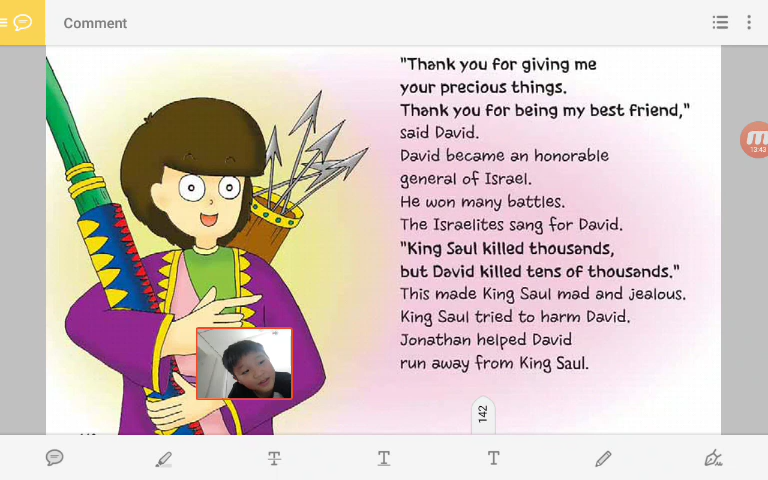 Comment
"Thank you for giving me
your precious things.
Thank you for being my best friend,"
said David.
David became an honorable
general of Israel.
He won many battles.
The Israelites sang for David.
"King Saul killed thousands,
but David killed tens of thousands."
This made King Saul mad and jealous.
King Saul tried to harm David.
Jonathan helped David
run away from King Saul.
13:43
142
T
T
T